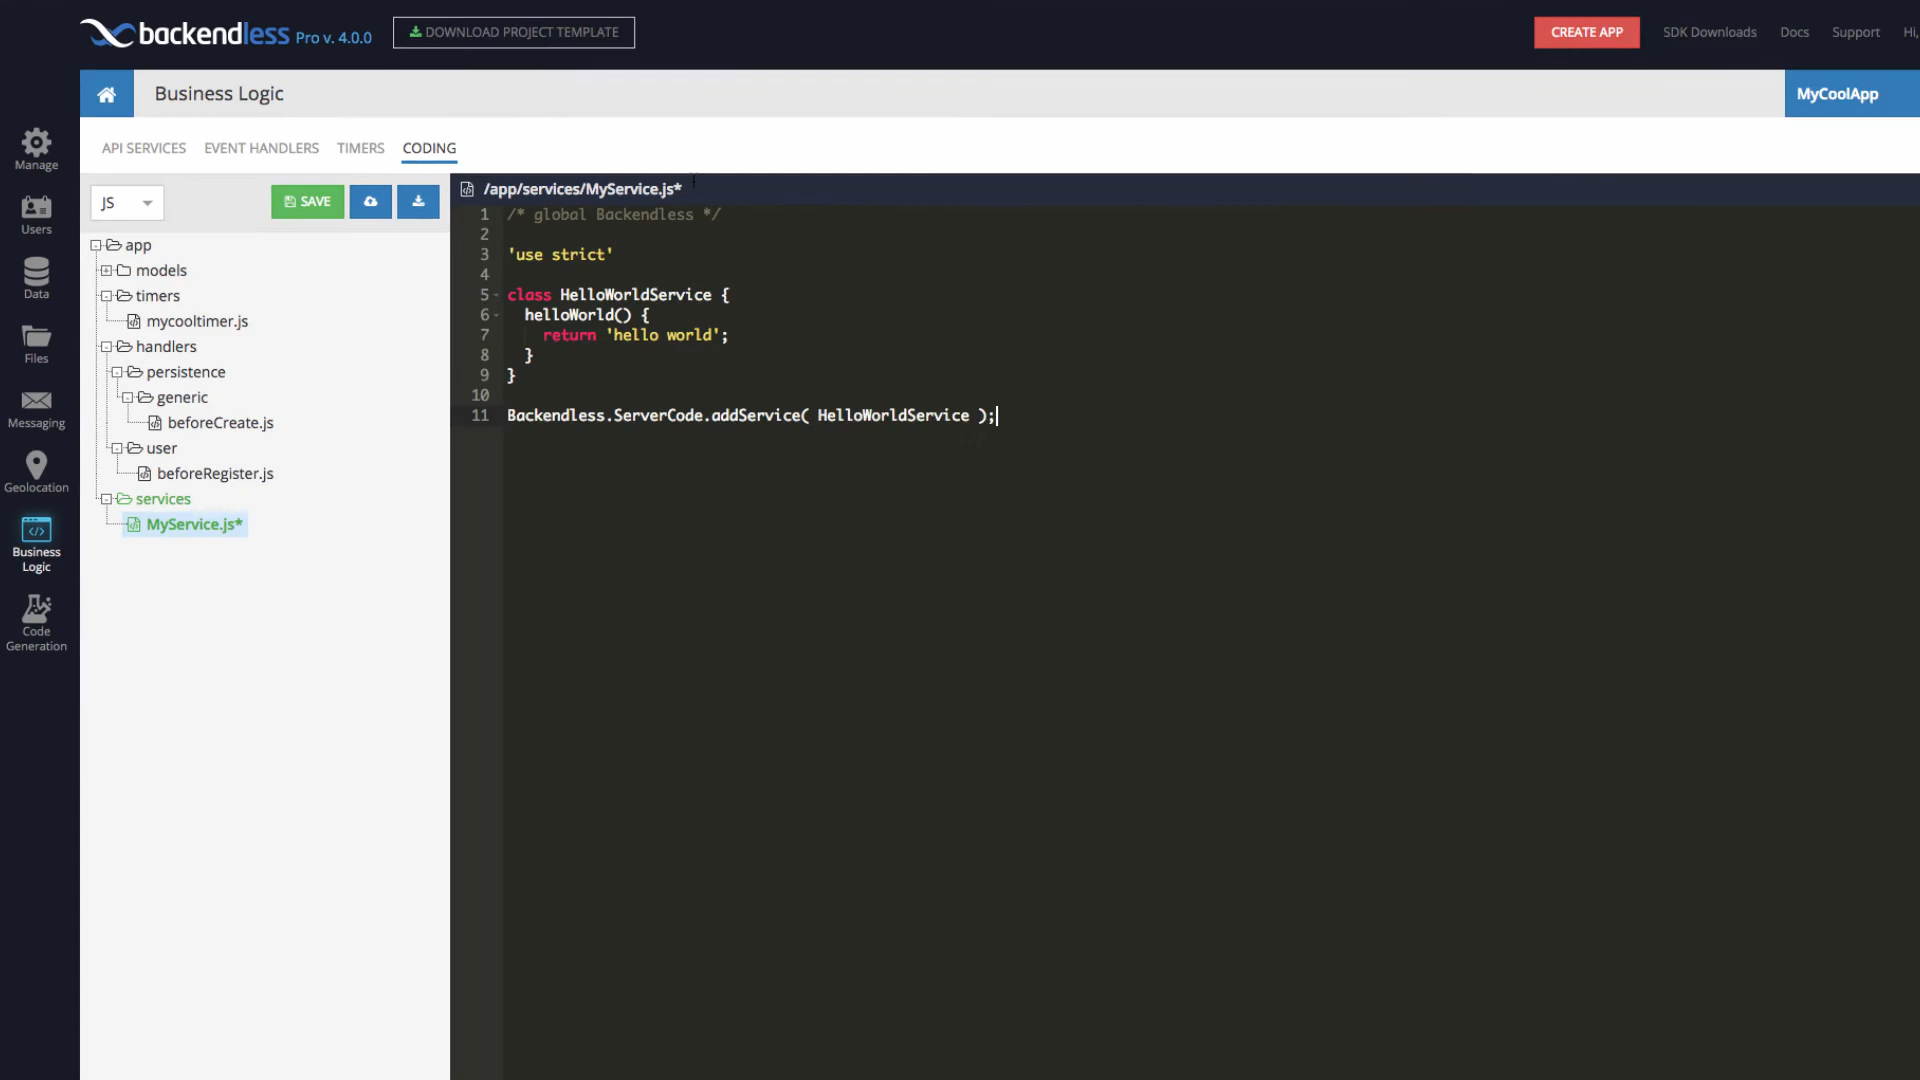 backendless Pro v. 4.0.0
DOWNLOAD PROJECT TEMPLATE
CREATE APP
SDK Downloads
Docs
Support
Hi,
Business Logic
MyCoolApp
API SERVICES
EVENT HANDLERS
TIMERS
CODING
Manage
Users
Data
Files
Messaging
Geolocation
Business
Logic
Code
Generation
JS
SAVE
app
models
timers
mycooltimer.js
handlers
persistence
generic
beforeCreate.js
user
beforeRegister.js
services
MyService.js*
/app/services/MyService.js*
1 /* global Backendless */
2
3 'use strict'
4
5 class HelloWorldService {
6 helloWorld() {
7 return 'hello world';
8 }
9 }
10
11 Backendless.ServerCode.addService( HelloWorldService );